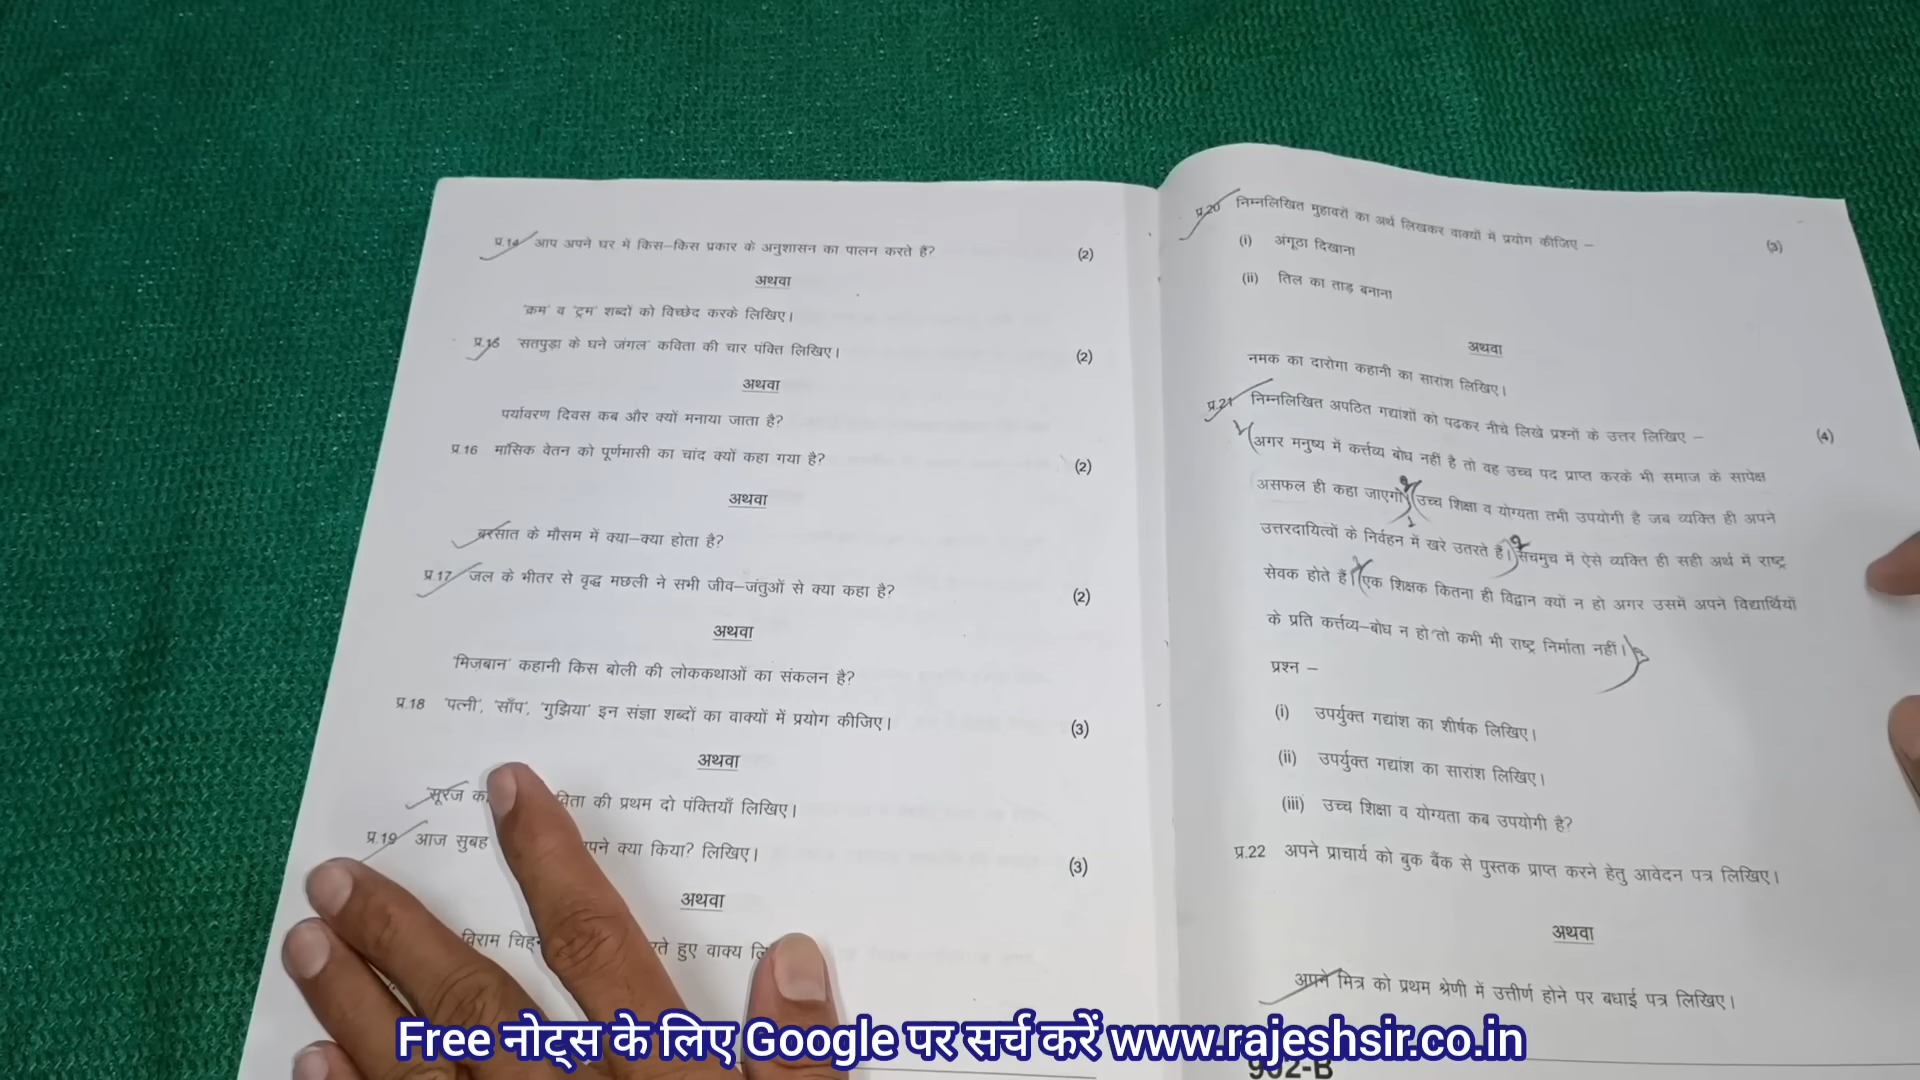 प्र.14 आप अपने घर में किस–किस प्रकार के अनुशासन का पालन करते हैं? (2)
अथवा
'क्रम' व 'ट्रम' शब्दों को विच्छेद करके लिखिए।
प्र.15 'सतपुड़ा के घने जंगल' कविता की चार पंक्ति लिखिए। (2)
अथवा
पर्यावरण दिवस कब और क्यों मनाया जाता है?
प्र.16 मासिक वेतन को पूर्णमासी का चांद क्यों कहा गया है? (2)
अथवा
बरसात के मौसम में क्या–क्या होता है?
प्र.17 जल के भीतर से वृद्ध मछली ने सभी जीव–जंतुओं से क्या कहा है? (2)
अथवा
'मिजबान' कहानी किस बोली की लोककथाओं का संकलन है?
प्र.18 'पत्नी', 'साँप', 'गुझिया' इन संज्ञा शब्दों का वाक्यों में प्रयोग कीजिए। (3)
अथवा
सूरज की प्रथम दो पंक्तियाँ लिखिए।
प्र.19 आज सुबह क्या किया? लिखिए। (3)
अथवा
विराम हुए वाक्य
प्र.20 निम्नलिखित मुहावरों का अर्थ लिखकर वाक्यों में प्रयोग कीजिए – (3)
(i) अंगूठा दिखाना
(ii) तिल का ताड़ बनाना
अथवा
नमक का दारोगा कहानी का सारांश लिखिए।
प्र.21 निम्नलिखित अपठित गद्यांशों को पढ़कर नीचे लिखे प्रश्नों के उत्तर लिखिए – (4)
अगर मनुष्य में कर्त्तव्य बोध नहीं है तो वह उच्च पद प्राप्त करके भी समाज के सापेक्ष
असफल ही कहा जाएगा। उच्च शिक्षा व योग्यता तभी उपयोगी है जब व्यक्ति ही अपने
उत्तरदायित्वों के निर्वहन में खरे उतरते हैं। सचमुच में ऐसे व्यक्ति ही सही अर्थ में राष्ट्र
सेवक होते हैं। एक शिक्षक कितना ही विद्वान क्यों न हो अगर उसमें अपने विद्यार्थियों
के प्रति कर्त्तव्य–बोध न हो तो कभी भी राष्ट्र निर्माता नहीं।
प्रश्न –
(i) उपर्युक्त गद्यांश का शीर्षक लिखिए।
(ii) उपर्युक्त गद्यांश का सारांश लिखिए।
(iii) उच्च शिक्षा व योग्यता कब उपयोगी है?
प्र.22 अपने प्राचार्य को बुक बैंक से पुस्तक प्राप्त करने हेतु आवेदन पत्र लिखिए।
अथवा
अपने मित्र को प्रथम श्रेणी में उत्तीर्ण होने पर बधाई पत्र लिखिए।
902-B
Free नोट्स के लिए Google पर सर्च करें www.rajeshsir.co.in